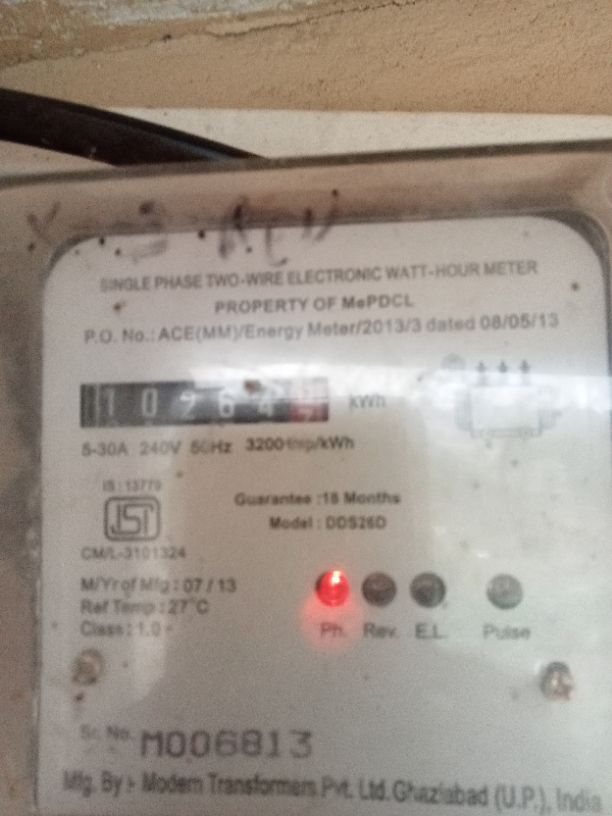 SINGLE PHASE TWO-WIRE ELECTRONIC WATT-HOUR METER
PROPERTY OF MePDCL
P.O. No.: ACE(MM)/Energy Meter/2013/3 dated 08/05/13
kWh
5-30A 240V 50Hz 3200 imp/kWh
IS : 13779
ISI
Guarantee :18 Months
Model : DDS26D
CM/L-3101324
M/Yr of Mfg : 07 / 13
Ref Temp : 27°C
Class : 1.0
Ph. Rev. E.L. Pulse
Sr. No. M006813
Mfg. By :- Modern Transformers Pvt. Ltd. Ghaziabad (U.P.), India